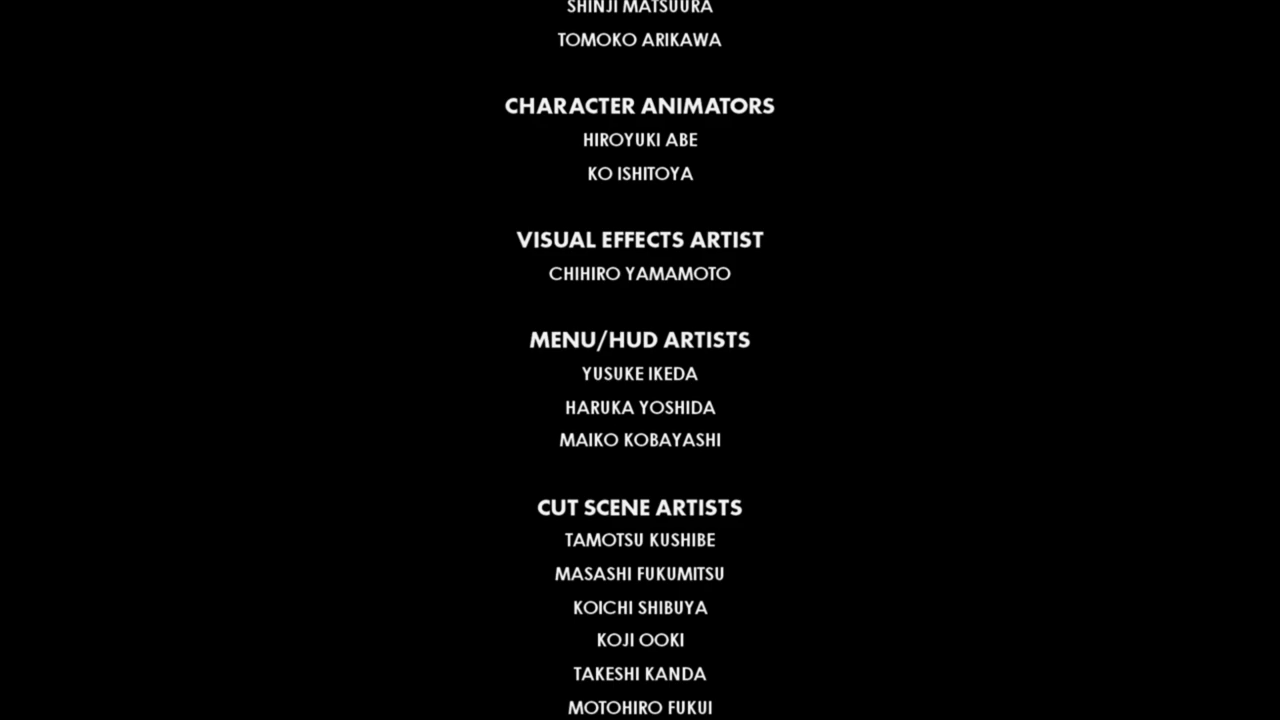 SHINJI MATSUURA
TOMOKO ARIKAWA
CHARACTER ANIMATORS
HIROYUKI ABE
KO ISHITOYA
VISUAL EFFECTS ARTIST
CHIHIRO YAMAMOTO
MENU/HUD ARTISTS
YUSUKE IKEDA
HARUKA YOSHIDA
MAIKO KOBAYASHI
CUT SCENE ARTISTS
TAMOTSU KUSHIBE
MASASHI FUKUMITSU
KOICHI SHIBUYA
KOJI OOKI
TAKESHI KANDA
MOTOHIRO FUKUI